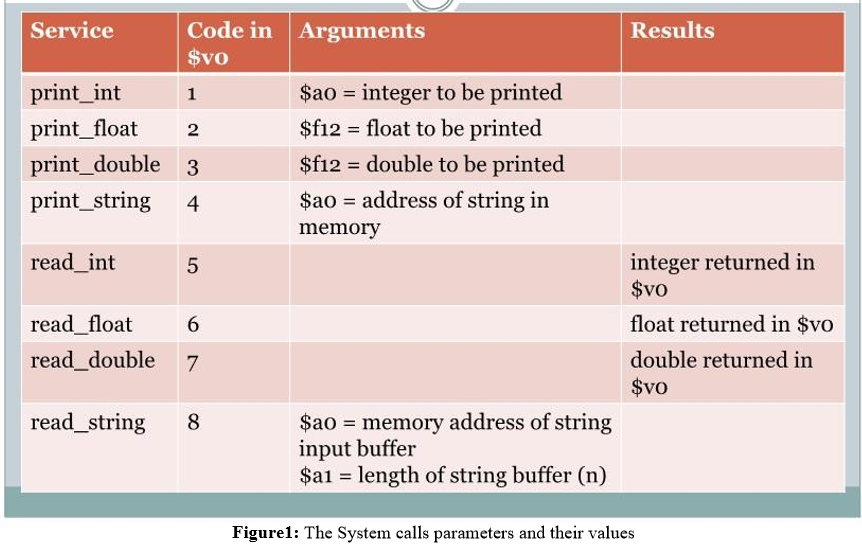 Service Code in Arguments Results
$v0
print_int 1 $a0 = integer to be printed
print_float 2 $f12 = float to be printed
print_double 3 $f12 = double to be printed
print_string 4 $a0 = address of string in
memory
read_int 5 integer returned in
$v0
read_float 6 float returned in $v0
read_double 7 double returned in
$v0
read_string 8 $a0 = memory address of string
input buffer
$a1 = length of string buffer (n)
Figure1: The System calls parameters and their values